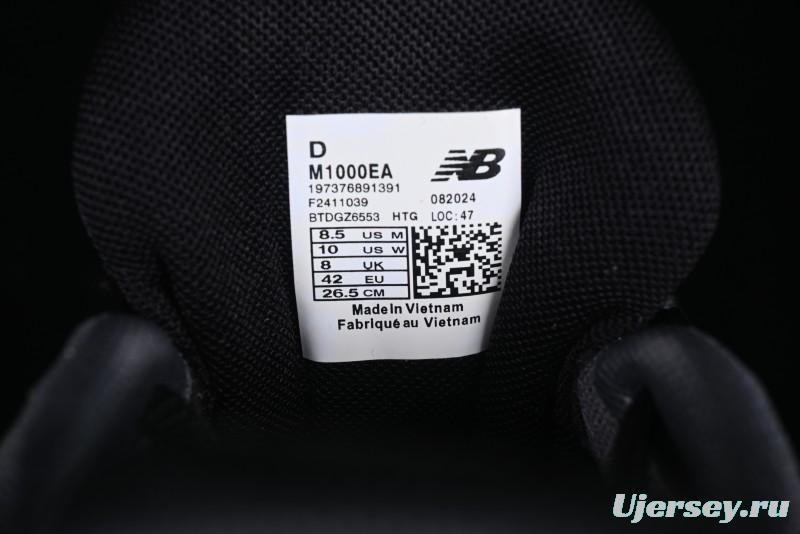 D
M1000EA
NB
197376891391
F2411039 082024
BTDGZ6553 HTG LOC:47
8.5 US M
10 US W
8 UK
42 EU
26.5 CM
Made in Vietnam
Fabriqué au Vietnam
Ujersey.ru